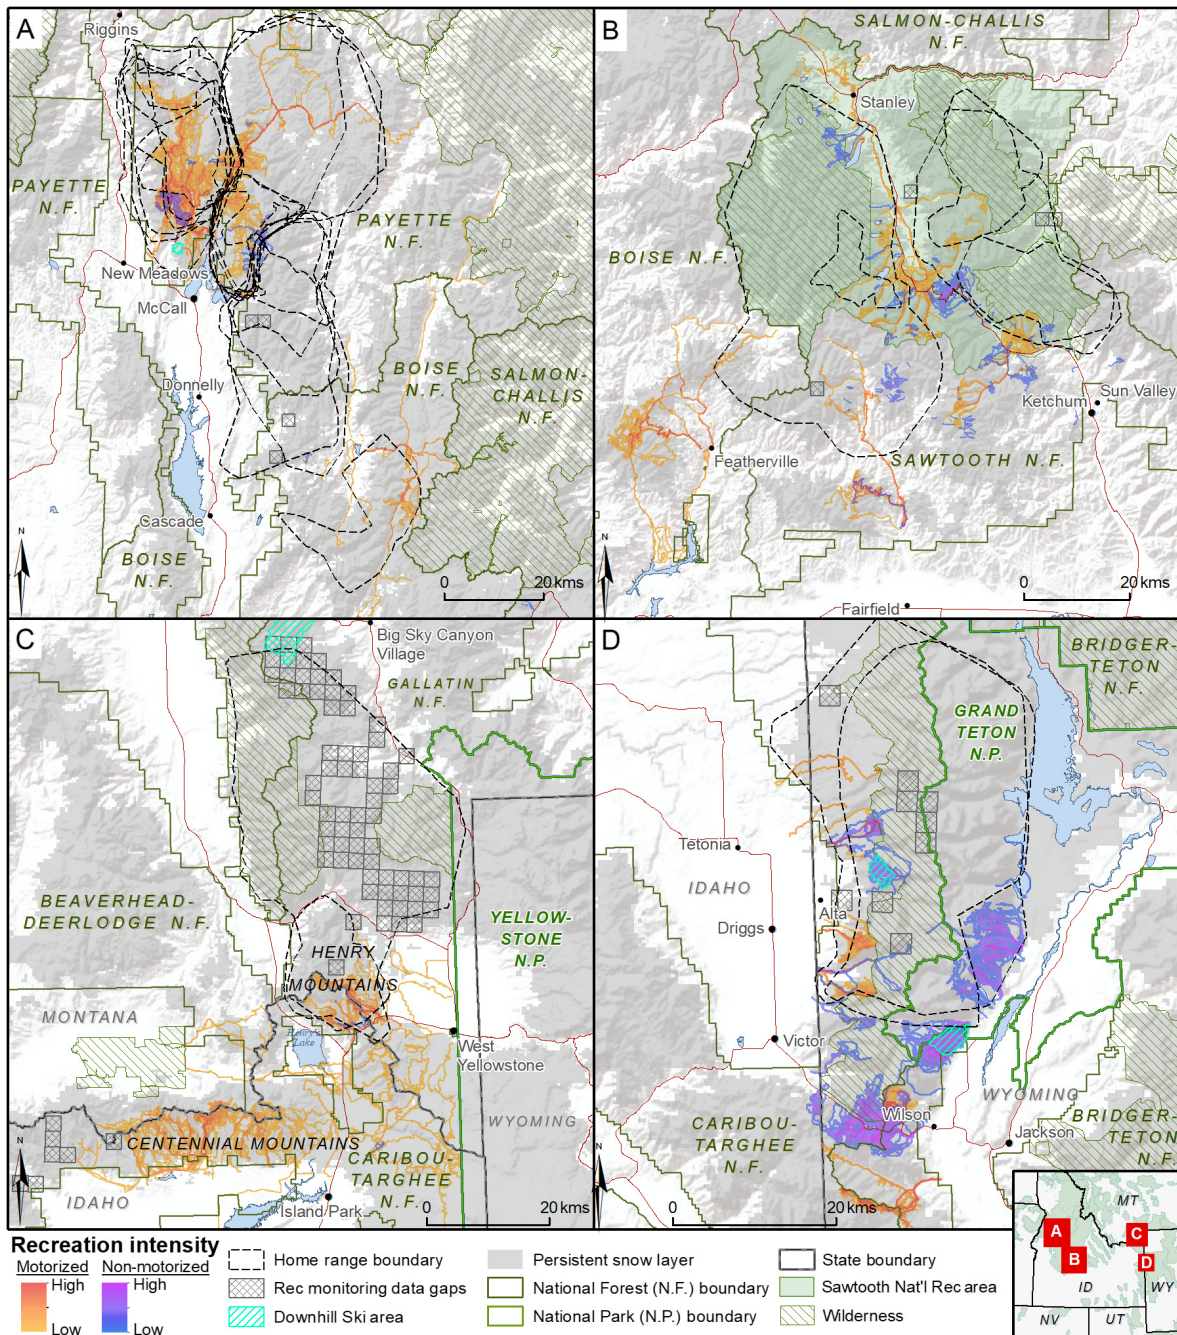 A
Riggins
PAYETTE
N.F.
PAYETTE
N.F.
New Meadows
McCall
Donnelly
BOISE
N.F.
SALMON-
CHALLIS
N.F.
Cascade
BOISE
N.F.
N
0
20 kms
B
SALMON-CHALLIS
N.F.
Stanley
BOISE N.F.
Ketchum
Sun Valley
Featherville
SAWTOOTH N.F.
N
0
20 kms
Fairfield
C
Big Sky Canyon
Village
GALLATIN
N.F.
BEAVERHEAD-
DEERLODGE N.F.
YELLOW-
STONE
N.P.
HENRY
MOUNTAINS
MONTANA
Henry's
Lake
West
Yellowstone
WYOMING
CENTENNIAL MOUNTAINS
CARIBOU-
TARGHEE
N.F.
N
IDAHO
Island Park
0
20 kms
D
BRIDGER-
TETON
N.F.
GRAND
TETON
N.P.
Tetonia
IDAHO
Alta
Driggs
Victor
WYOMING
CARIBOU-
TARGHEE
N.F.
Wilson
Jackson
BRIDGER-
TETON
N.F.
N
0
20 kms
MT
A
C
B
D
ID
WY
NV
UT
Recreation intensity
Motorized
Non-motorized
High
High
Low
Low
Home range boundary
Rec monitoring data gaps
Downhill Ski area
Persistent snow layer
National Forest (N.F.) boundary
National Park (N.P.) boundary
State boundary
Sawtooth Nat'l Rec area
Wilderness